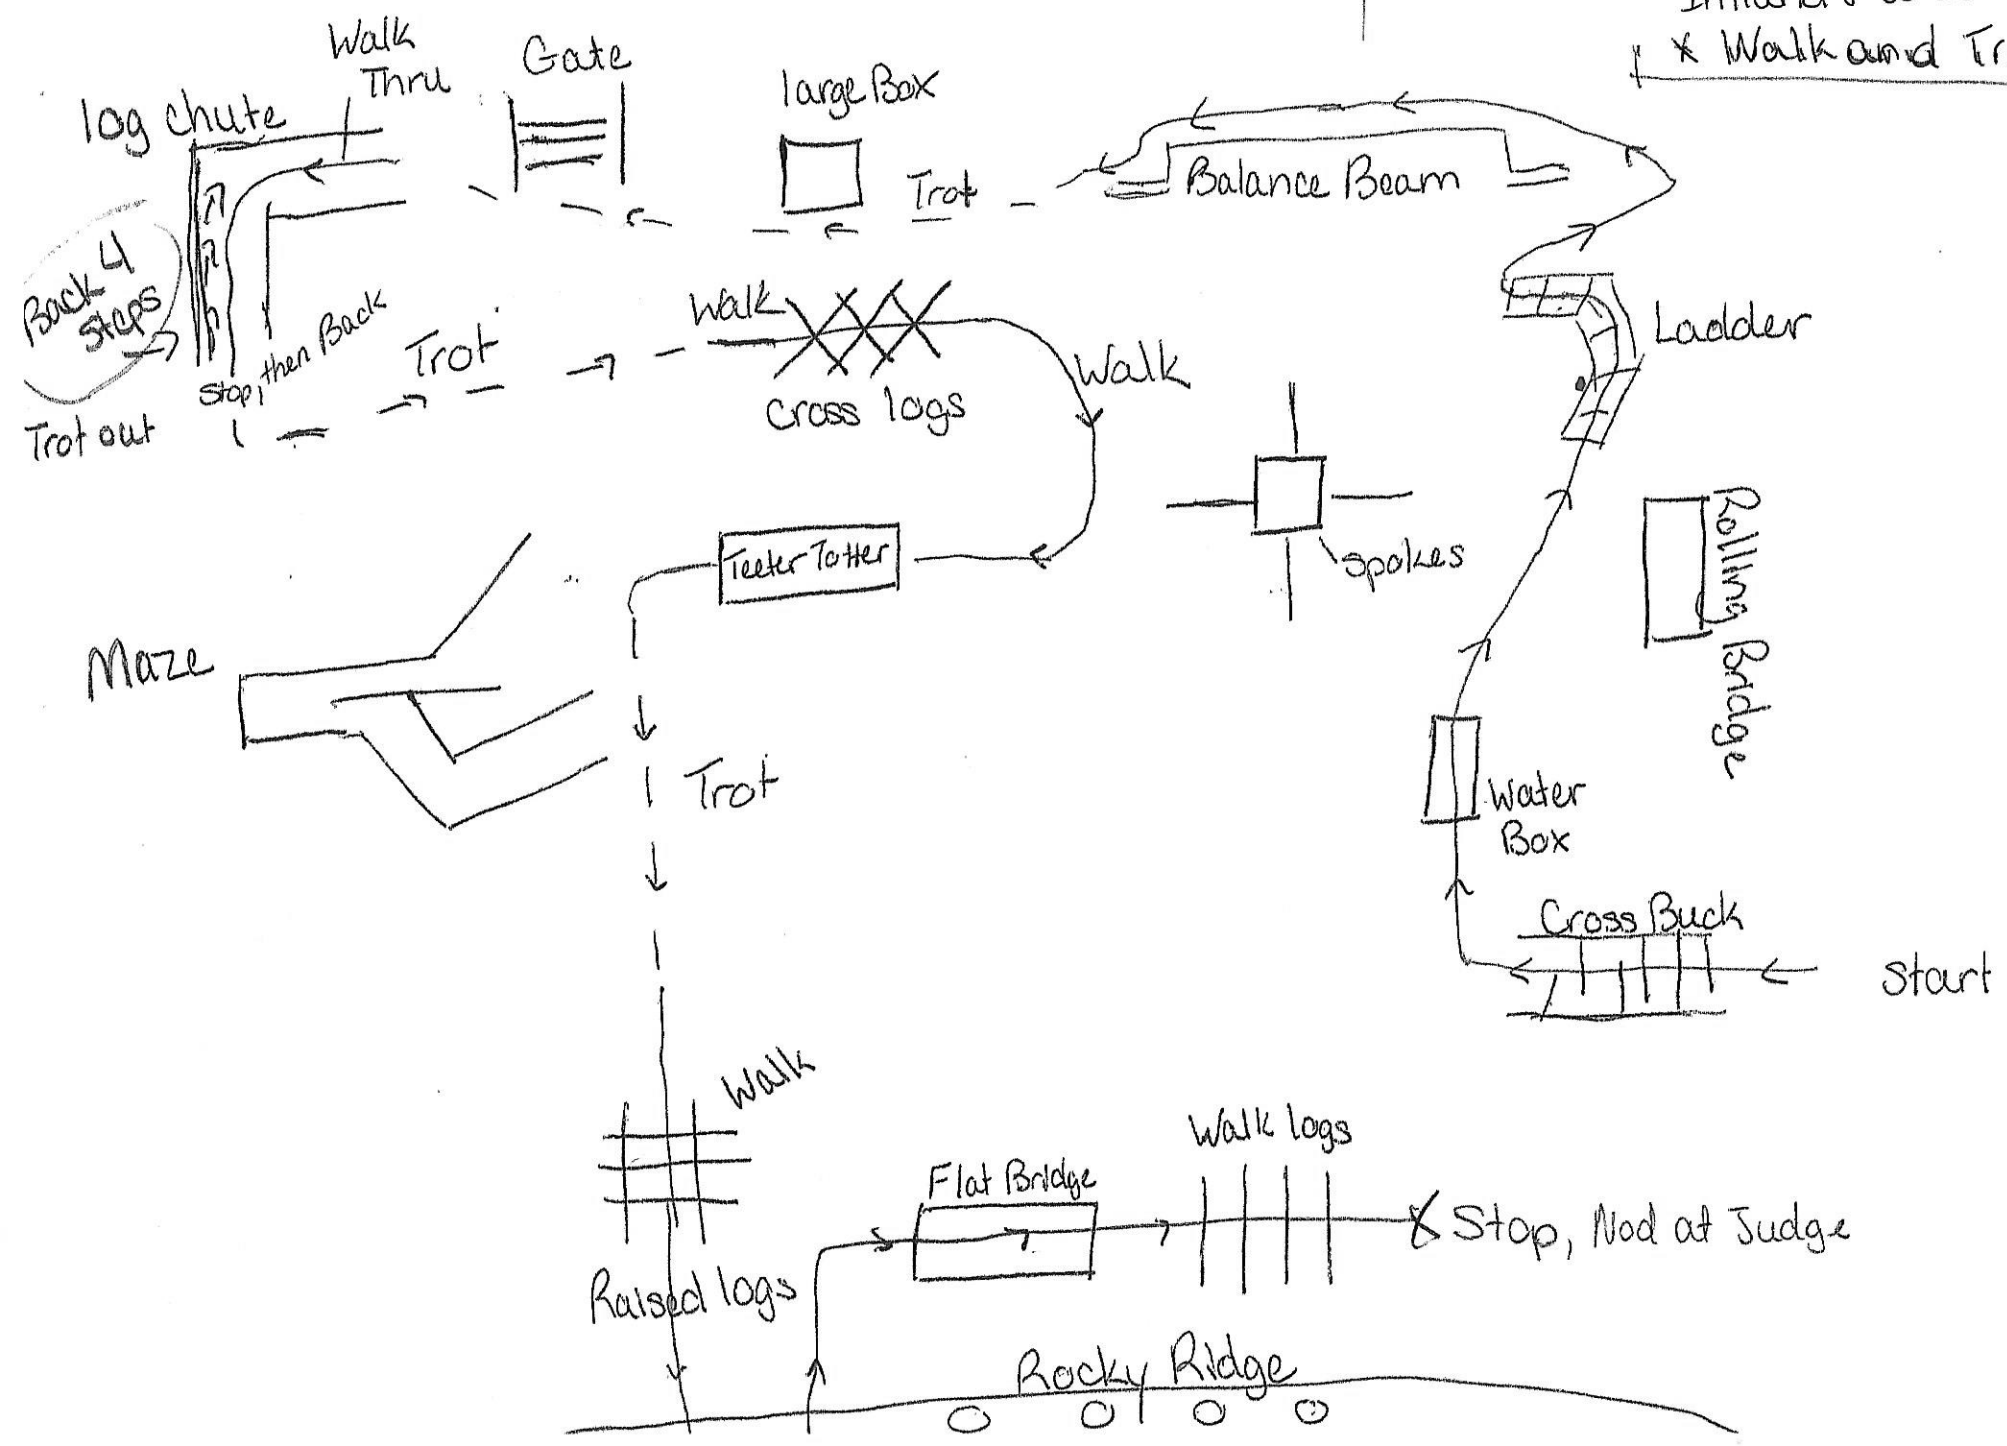 * Walk and
Walk
Thru
Gate
large Box
log chute
Trot
Balance Beam
Back 4
Steps
Stop, then Back
Trot out
Trot
Walk
Cross logs
Walk
Ladder
Spokes
Rolling Bridge
Teeter Totter
Maze
Trot
Water
Box
Cross Buck
Start
Walk
Raised logs
Flat Bridge
Walk logs
Stop, Nod at Judge
Rocky Ridge